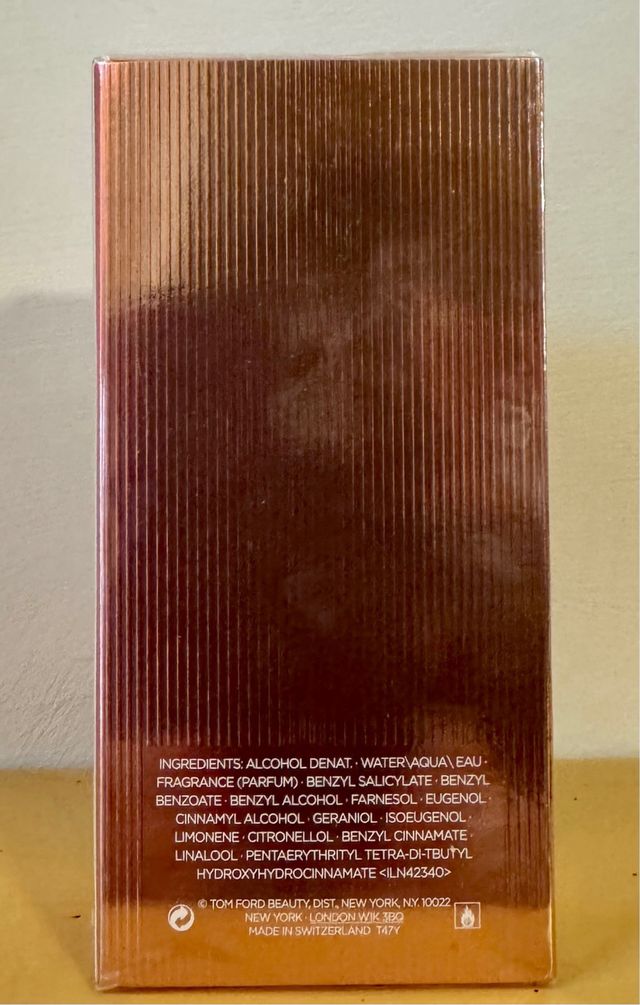 INGREDIENTS: ALCOHOL DENAT. · WATER\AQUA\EAU ·
FRAGRANCE (PARFUM) · BENZYL SALICYLATE · BENZYL
BENZOATE · BENZYL ALCOHOL · FARNESOL · EUGENOL ·
CINNAMYL ALCOHOL · GERANIOL · ISOEUGENOL ·
LIMONENE · CITRONELLOL · BENZYL CINNAMATE ·
LINALOOL · PENTAERYTHRITYL TETRA-DI-TBUTYL
HYDROXYHYDROCINNAMATE <ILN42340>
© TOM FORD BEAUTY, DIST., NEW YORK, N.Y. 10022
NEW YORK · LONDON W1K 3BQ
MADE IN SWITZERLAND T47Y